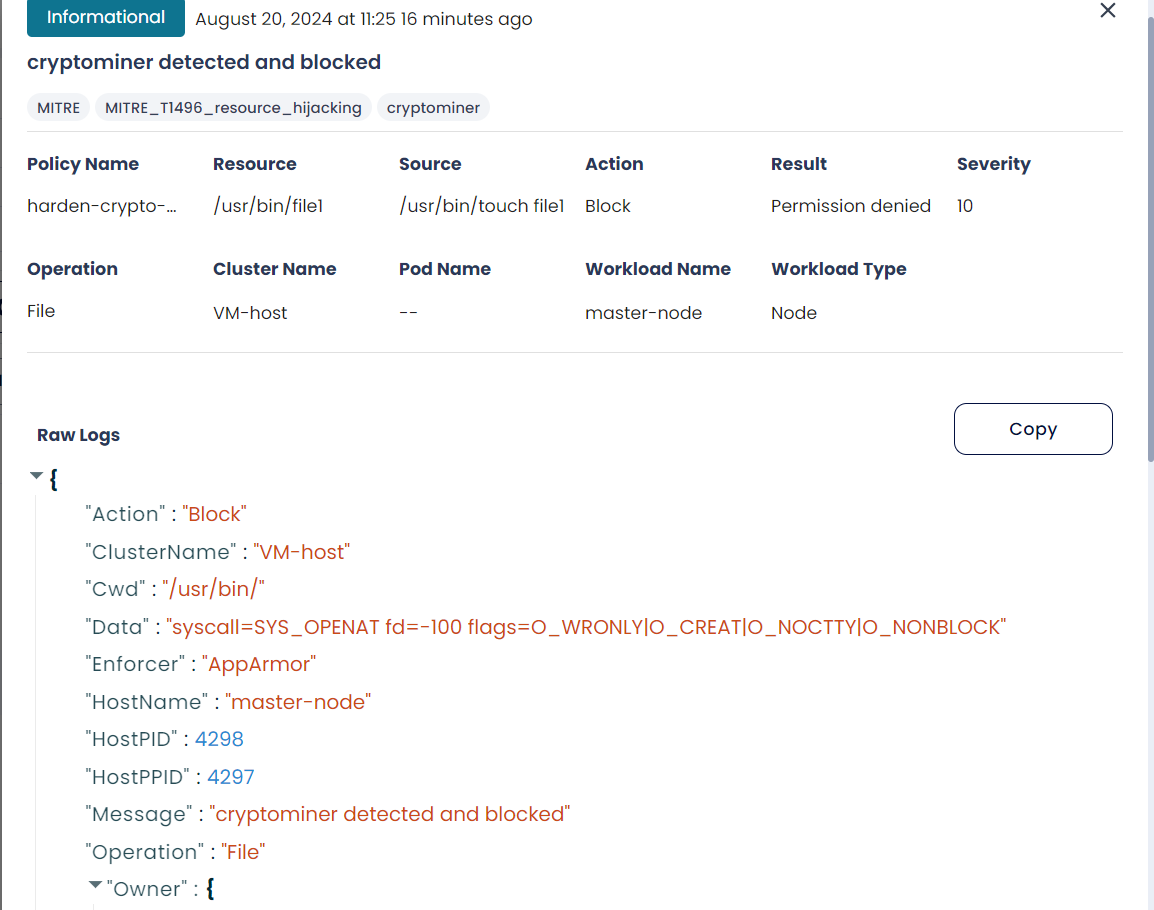 Informational August 20, 2024 at 11:25 16 minutes ago
cryptominer detected and blocked
MITRE MITRE_T1496_resource_hijacking cryptominer
Policy Name Resource Source Action Result Severity
harden-crypto-... /usr/bin/file1 /usr/bin/touch file1 Block Permission denied 10
Operation Cluster Name Pod Name Workload Name Workload Type
File VM-host -- master-node Node
Raw Logs Copy
{
"Action" : "Block"
"ClusterName" : "VM-host"
"Cwd" : "/usr/bin/"
"Data" : "syscall=SYS_OPENAT fd=-100 flags=O_WRONLY|O_CREAT|O_NOCTTY|O_NONBLOCK"
"Enforcer" : "AppArmor"
"HostName" : "master-node"
"HostPID" : 4298
"HostPPID" : 4297
"Message" : "cryptominer detected and blocked"
"Operation" : "File"
"Owner" : {